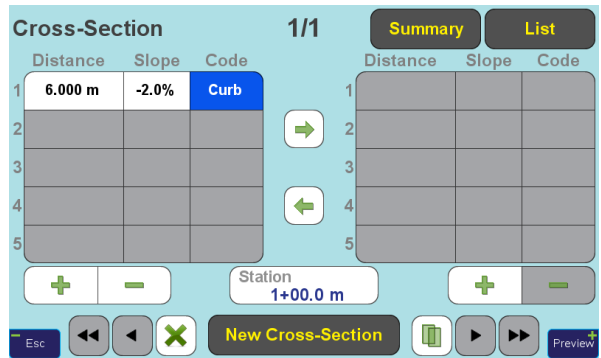 Cross-Section 1/1 Summary List
Distance Slope Code Distance Slope Code
1 6.000 m -2.0% Curb 1
2 2
3 3
4 4
5 5
Station
1+00.0 m
Esc New Cross-Section Preview